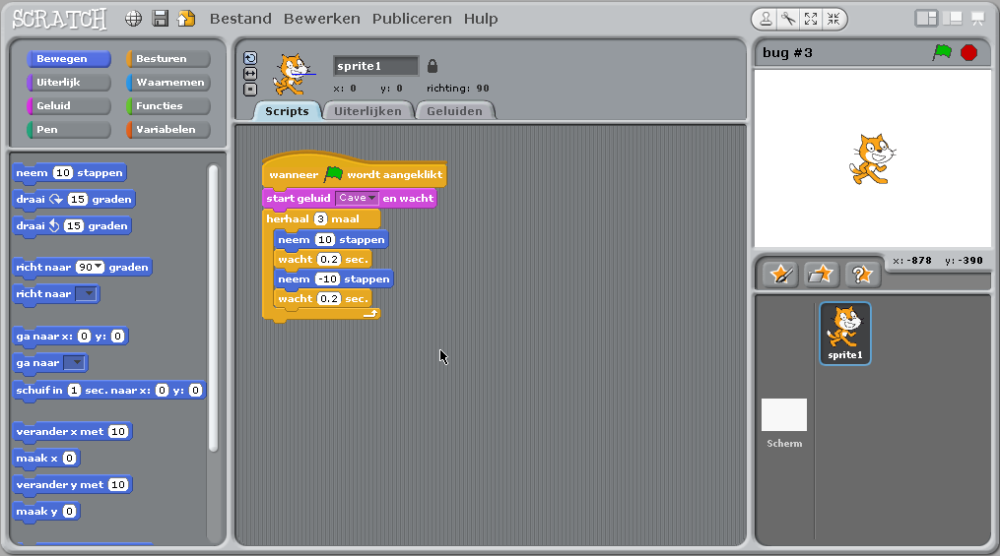 SCRATCH Bestand Bewerken Publiceren Hulp
Bewegen Besturen
Uiterlijk Waarnemen
Geluid Functies
Pen Variabelen
neem 10 stappen
draai 15 graden
draai 15 graden
richt naar 90 graden
richt naar
ga naar x: 0 y: 0
ga naar
schuif in 1 sec. naar x: 0 y: 0
verander x met 10
maak x 0
verander y met 10
maak y 0
sprite1
x: 0 y: 0 richting: 90
Scripts Uiterlijken Geluiden
wanneer wordt aangeklikt
start geluid Cave en wacht
herhaal 3 maal
neem 10 stappen
wacht 0.2 sec.
neem -10 stappen
wacht 0.2 sec.
bug #3
x: -878 y: -390
sprite1
Scherm